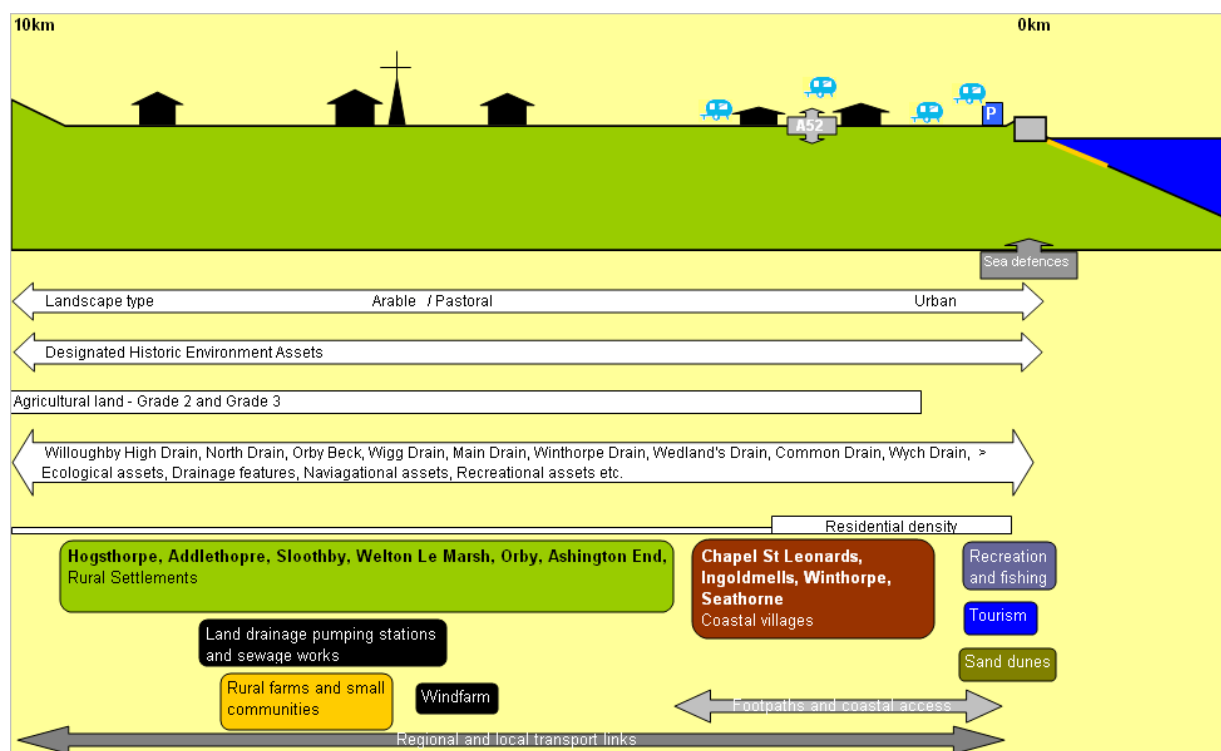 10km
0km
A52
P
Sea defences
Landscape type Arable / Pastoral Urban
Designated Historic Environment Assets
Agricultural land - Grade 2 and Grade 3
Willoughby High Drain, North Drain, Orby Beck, Wigg Drain, Main Drain, Winthorpe Drain, Wedland's Drain, Common Drain, Wych Drain, >
Ecological assets, Drainage features, Naviagational assets, Recreational assets etc.
Residential density
Hogsthorpe, Addlethopre, Sloothby, Welton Le Marsh, Orby, Ashington End,
Rural Settlements
Chapel St Leonards,
Ingoldmells, Winthorpe,
Seathorne
Coastal villages
Recreation
and fishing
Tourism
Sand dunes
Land drainage pumping stations
and sewage works
Rural farms and small
communities
Windfarm
Footpaths and coastal access
Regional and local transport links